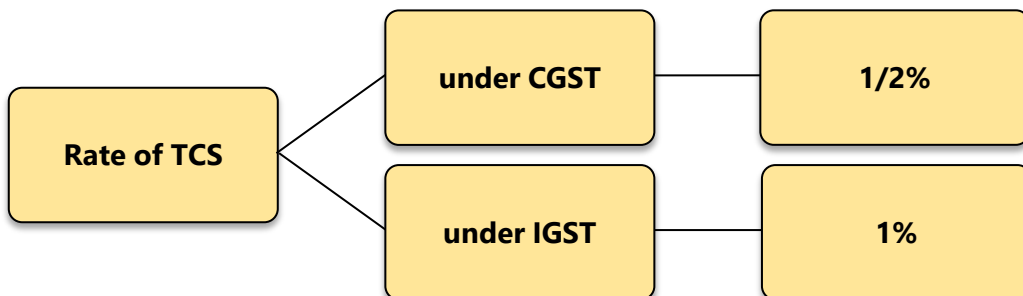 Rate of TCS
under CGST
1/2%
under IGST
1%